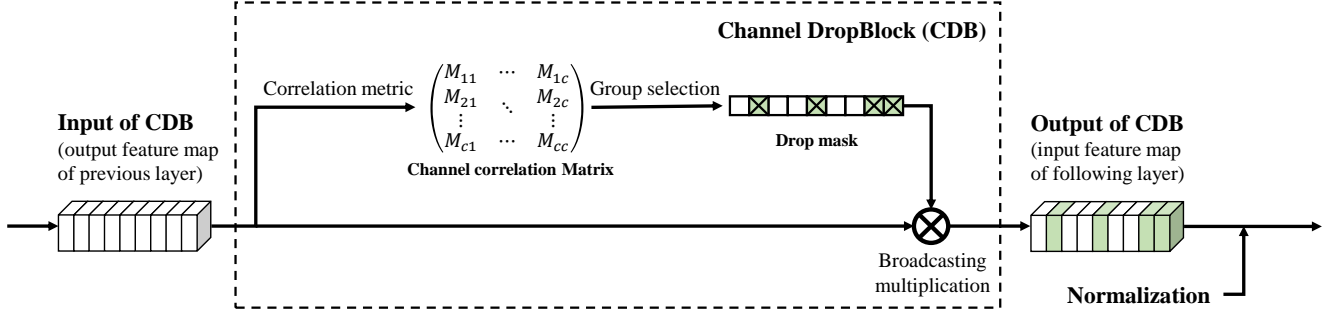 Channel DropBlock (CDB)
Correlation metric
M11 ⋯ M1c
M21 ⋱ M2c
⋮ ⋮
Mc1 ⋯ Mcc
Channel correlation Matrix
Group selection
Drop mask
Input of CDB
(output feature map
of previous layer)
Broadcasting
multiplication
Output of CDB
(input feature map
of following layer)
Normalization